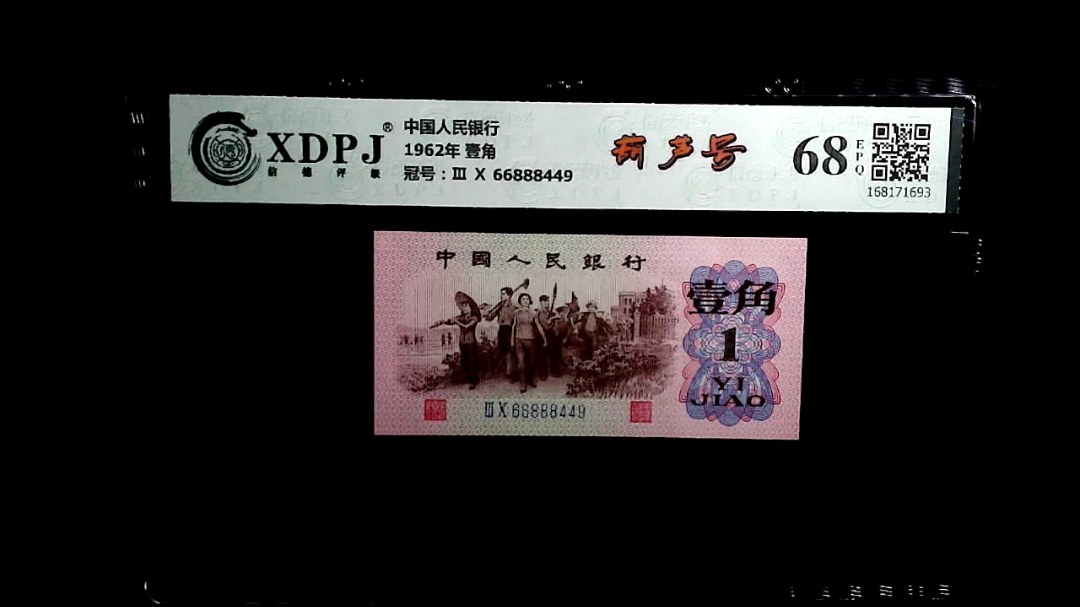 XDPJ®
信德评级
中国人民银行
1962年 壹角
冠号:Ⅲ X 66888449
葫芦号
68
EPQ
168171693
中國人民銀行
壹角
1
YI
JIAO
Ⅲ X 66888449